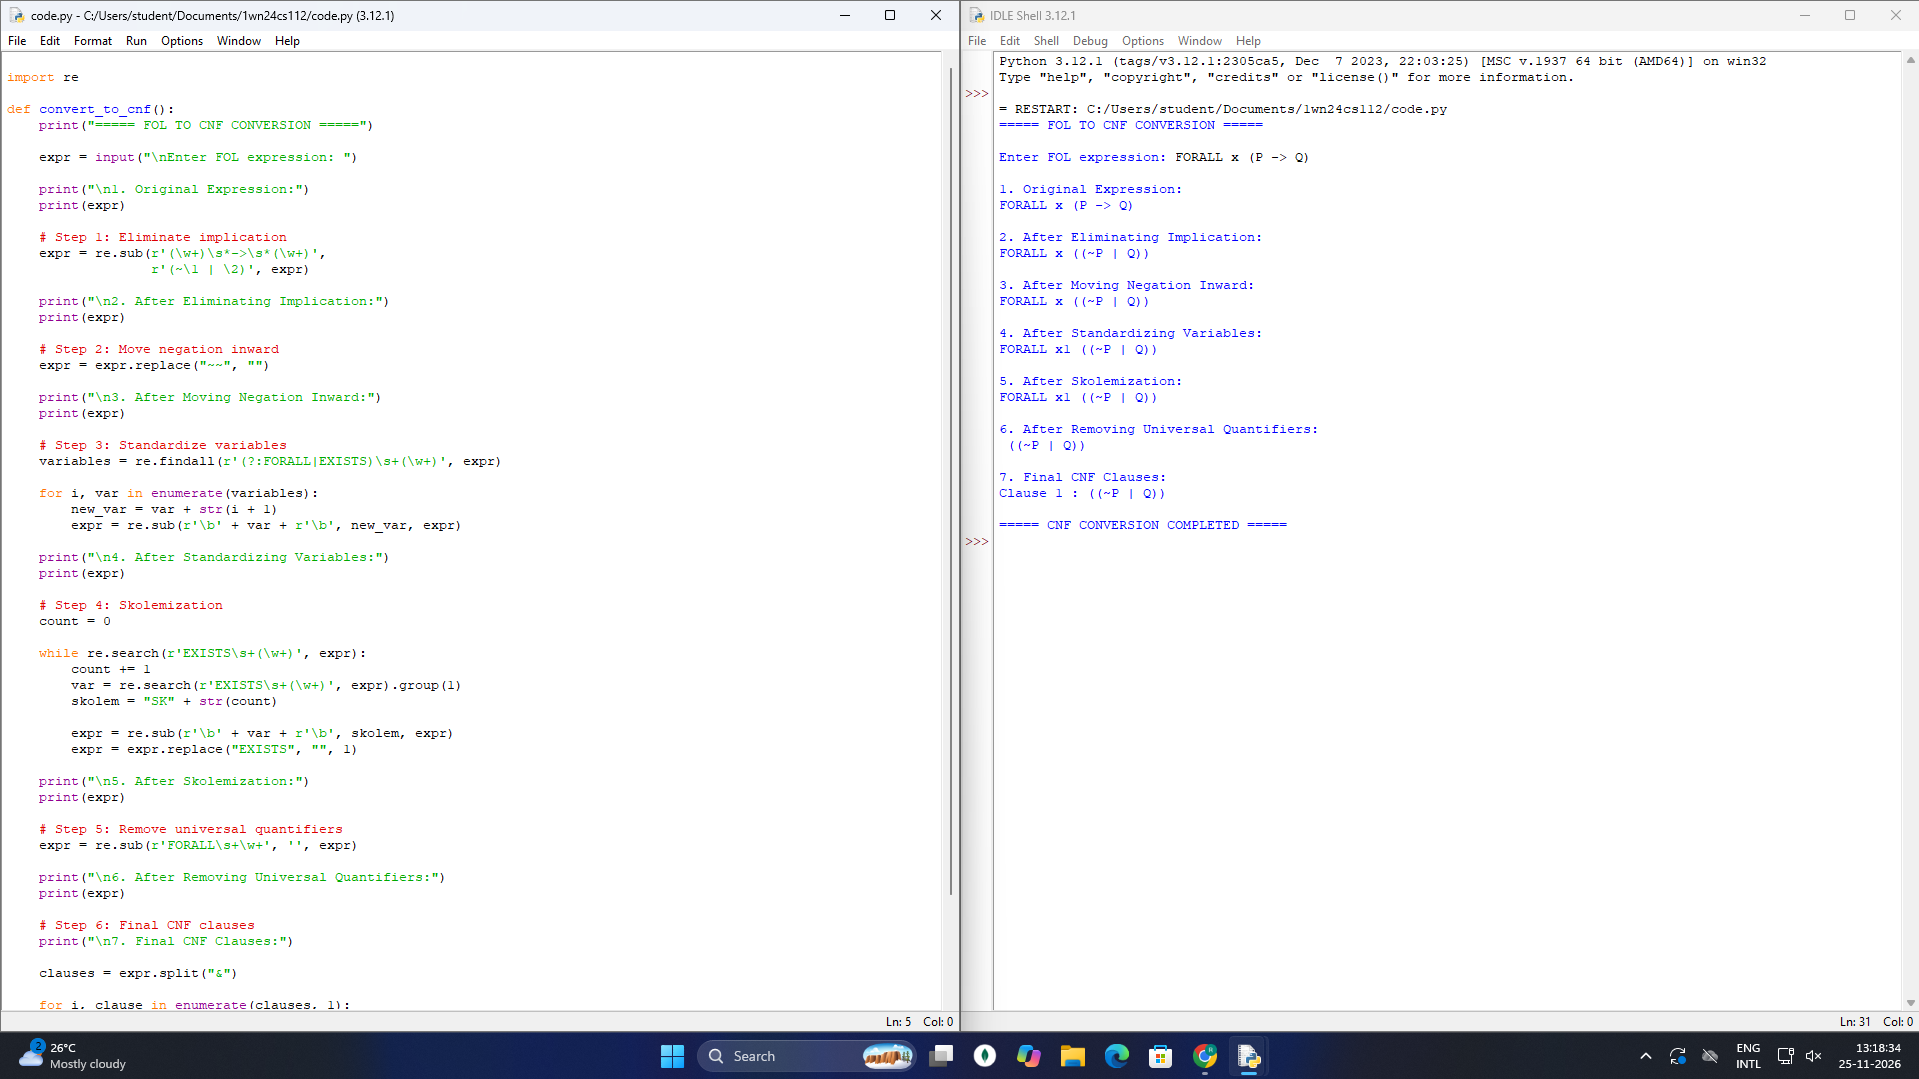 code.py - C:/Users/student/Documents/1wn24cs112/code.py (3.12.1)
File Edit Format Run Options Window Help
import re
def convert_to_cnf():
    print("===== FOL TO CNF CONVERSION =====")
    expr = input("\nEnter FOL expression: ")
    print("\n1. Original Expression:")
    print(expr)
    # Step 1: Eliminate implication
    expr = re.sub(r'(\w+)\s*->\s*(\w+)',
                  r'(~\1 | \2)', expr)
    print("\n2. After Eliminating Implication:")
    print(expr)
    # Step 2: Move negation inward
    expr = expr.replace("~~", "")
    print("\n3. After Moving Negation Inward:")
    print(expr)
    # Step 3: Standardize variables
    variables = re.findall(r'(?:FORALL|EXISTS)\s+(\w+)', expr)
    for i, var in enumerate(variables):
        new_var = var + str(i + 1)
        expr = re.sub(r'\b' + var + r'\b', new_var, expr)
    print("\n4. After Standardizing Variables:")
    print(expr)
    # Step 4: Skolemization
    count = 0
    while re.search(r'EXISTS\s+(\w+)', expr):
        count += 1
        var = re.search(r'EXISTS\s+(\w+)', expr).group(1)
        skolem = "SK" + str(count)
        expr = re.sub(r'\b' + var + r'\b', skolem, expr)
        expr = expr.replace("EXISTS", "", 1)
    print("\n5. After Skolemization:")
    print(expr)
    # Step 5: Remove universal quantifiers
    expr = re.sub(r'FORALL\s+\w+', '', expr)
    print("\n6. After Removing Universal Quantifiers:")
    print(expr)
    # Step 6: Final CNF clauses
    print("\n7. Final CNF Clauses:")
    clauses = expr.split("&")
    for i, clause in enumerate(clauses, 1):
Ln: 5 Col: 0
IDLE Shell 3.12.1
File Edit Shell Debug Options Window Help
Python 3.12.1 (tags/v3.12.1:2305ca5, Dec  7 2023, 22:03:25) [MSC v.1937 64 bit (AMD64)] on win32
Type "help", "copyright", "credits" or "license()" for more information.
>>>
= RESTART: C:/Users/student/Documents/1wn24cs112/code.py
===== FOL TO CNF CONVERSION =====
Enter FOL expression: FORALL x (P -> Q)
1. Original Expression:
FORALL x (P -> Q)
2. After Eliminating Implication:
FORALL x ((~P | Q))
3. After Moving Negation Inward:
FORALL x ((~P | Q))
4. After Standardizing Variables:
FORALL x1 ((~P | Q))
5. After Skolemization:
FORALL x1 ((~P | Q))
6. After Removing Universal Quantifiers:
 ((~P | Q))
7. Final CNF Clauses:
Clause 1 : ((~P | Q))
===== CNF CONVERSION COMPLETED =====
>>>
Ln: 31 Col: 0
2
26°C
Mostly cloudy
Search
ENG
INTL
13:18:34
25-11-2026